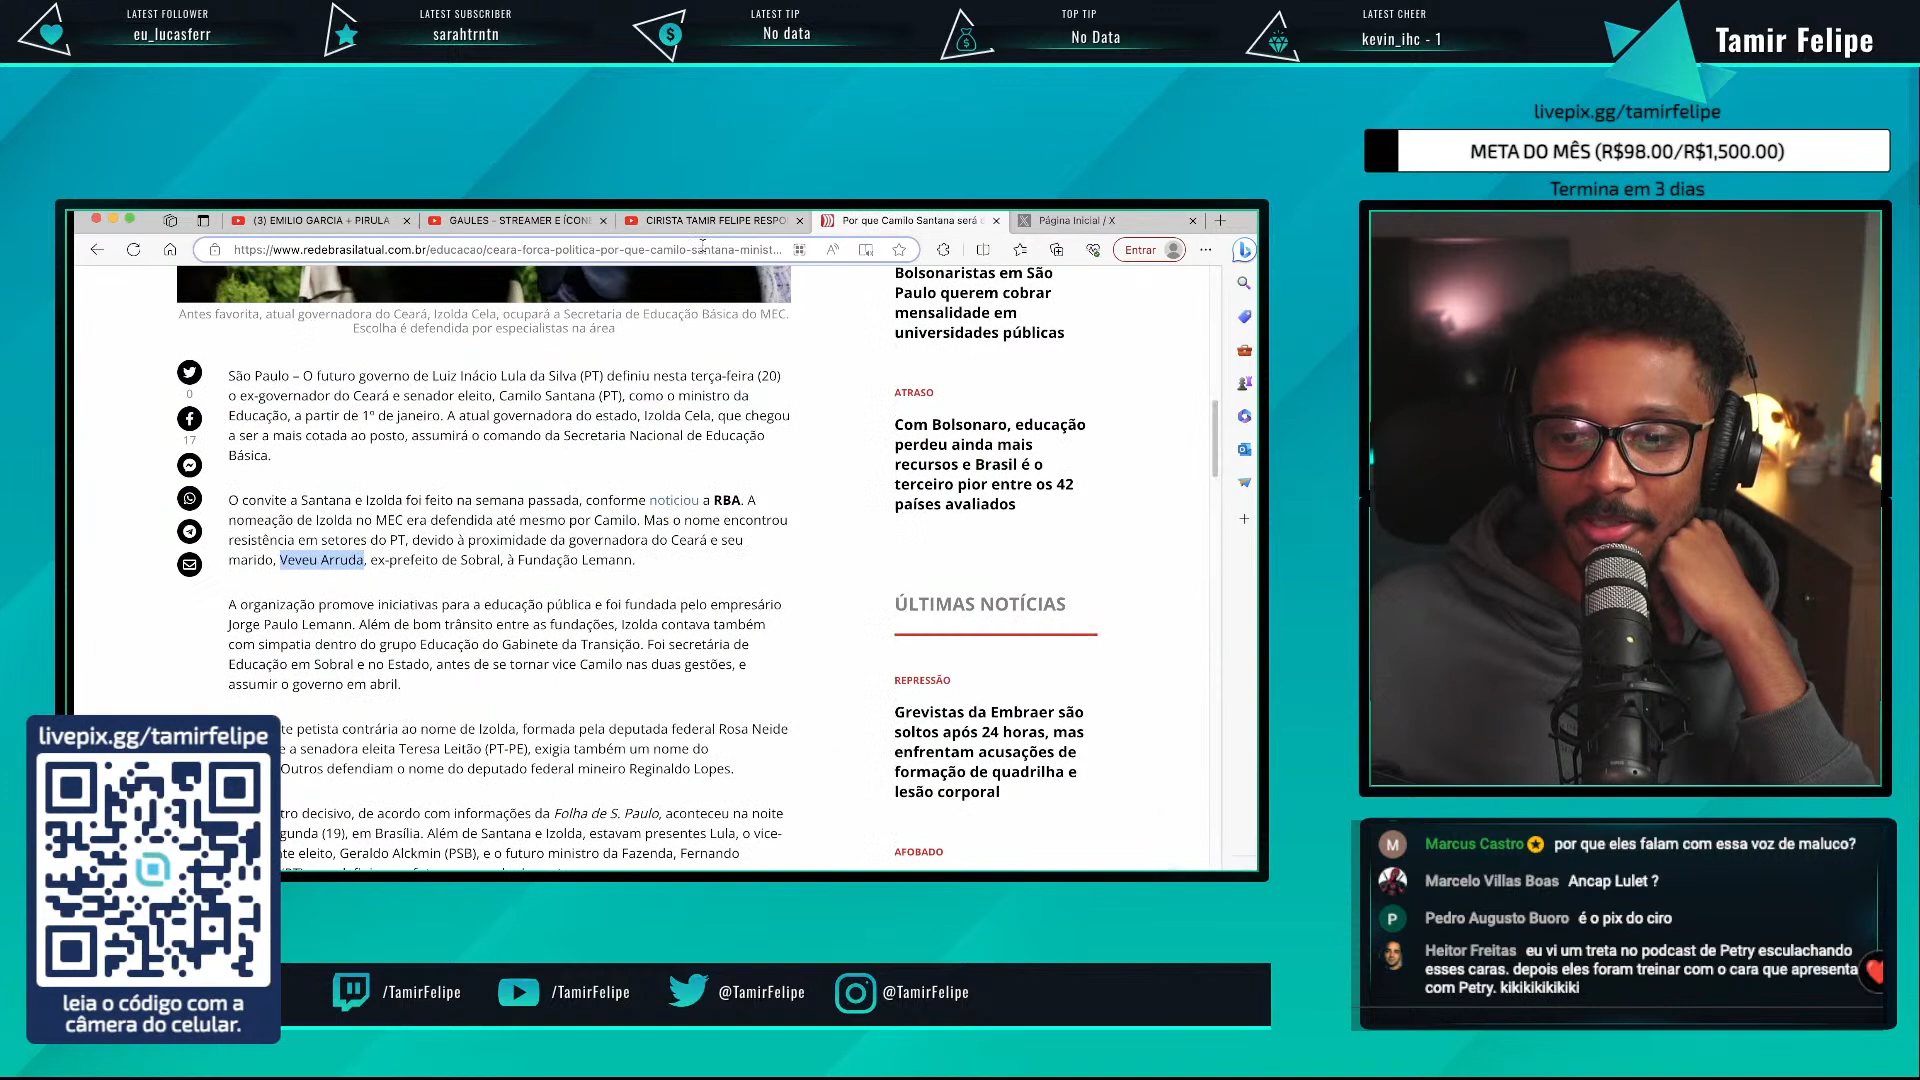 LATEST FOLLOWER
eu_lucasferr
LATEST SUBSCRIBER
sarahtrntn
LATEST TIP
No data
TOP TIP
No Data
LATEST CHEER
kevin_ihc - 1
Tamir Felipe
livepix.gg/tamirfelipe
META DO MÊS (R$98.00/R$1,500.00)
Termina em 3 dias
(3) EMILIO GARCIA + PIRULA
GAULES - STREAMER E ÍCONE
CIRISTA TAMIR FELIPE RESPO
Por que Camilo Santana será
Página Inicial / X
https://www.redebrasilatual.com.br/educacao/ceara-forca-politica-por-que-camilo-santana-minist...
Entrar
Antes favorita, atual governadora do Ceará, Izolda Cela, ocupará a Secretaria de Educação Básica do MEC.
Escolha é defendida por especialistas na área
0
17
São Paulo – O futuro governo de Luiz Inácio Lula da Silva (PT) definiu nesta terça-feira (20)
o ex-governador do Ceará e senador eleito, Camilo Santana (PT), como o ministro da
Educação, a partir de 1º de janeiro. A atual governadora do estado, Izolda Cela, que chegou
a ser a mais cotada ao posto, assumirá o comando da Secretaria Nacional de Educação
Básica.
O convite a Santana e Izolda foi feito na semana passada, conforme noticiou a RBA. A
nomeação de Izolda no MEC era defendida até mesmo por Camilo. Mas o nome encontrou
resistência em setores do PT, devido à proximidade da governadora do Ceará e seu
marido, Veveu Arruda, ex-prefeito de Sobral, à Fundação Lemann.
A organização promove iniciativas para a educação pública e foi fundada pelo empresário
Jorge Paulo Lemann. Além de bom trânsito entre as fundações, Izolda contava também
com simpatia dentro do grupo Educação do Gabinete da Transição. Foi secretária de
Educação em Sobral e no Estado, antes de se tornar vice Camilo nas duas gestões, e
assumir o governo em abril.
te petista contrária ao nome de Izolda, formada pela deputada federal Rosa Neide
e a senadora eleita Teresa Leitão (PT-PE), exigia também um nome do
Outros defendiam o nome do deputado federal mineiro Reginaldo Lopes.
tro decisivo, de acordo com informações da Folha de S. Paulo, aconteceu na noite
gunda (19), em Brasília. Além de Santana e Izolda, estavam presentes Lula, o vice-
te eleito, Geraldo Alckmin (PSB), e o futuro ministro da Fazenda, Fernando
Bolsonaristas em São
Paulo querem cobrar
mensalidade em
universidades públicas
ATRASO
Com Bolsonaro, educação
perdeu ainda mais
recursos e Brasil é o
terceiro pior entre os 42
países avaliados
ÚLTIMAS NOTÍCIAS
REPRESSÃO
Grevistas da Embraer são
soltos após 24 horas, mas
enfrentam acusações de
formação de quadrilha e
lesão corporal
AFOBADO
livepix.gg/tamirfelipe
leia o código com a
câmera do celular.
/TamirFelipe
/TamirFelipe
@TamirFelipe
@TamirFelipe
M Marcus Castro por que eles falam com essa voz de maluco?
Marcelo Villas Boas Ancap Lulet ?
P Pedro Augusto Buoro é o pix do ciro
Heitor Freitas eu vi um treta no podcast de Petry esculachando
esses caras. depois eles foram treinar com o cara que apresenta
com Petry. kikikikikikiki